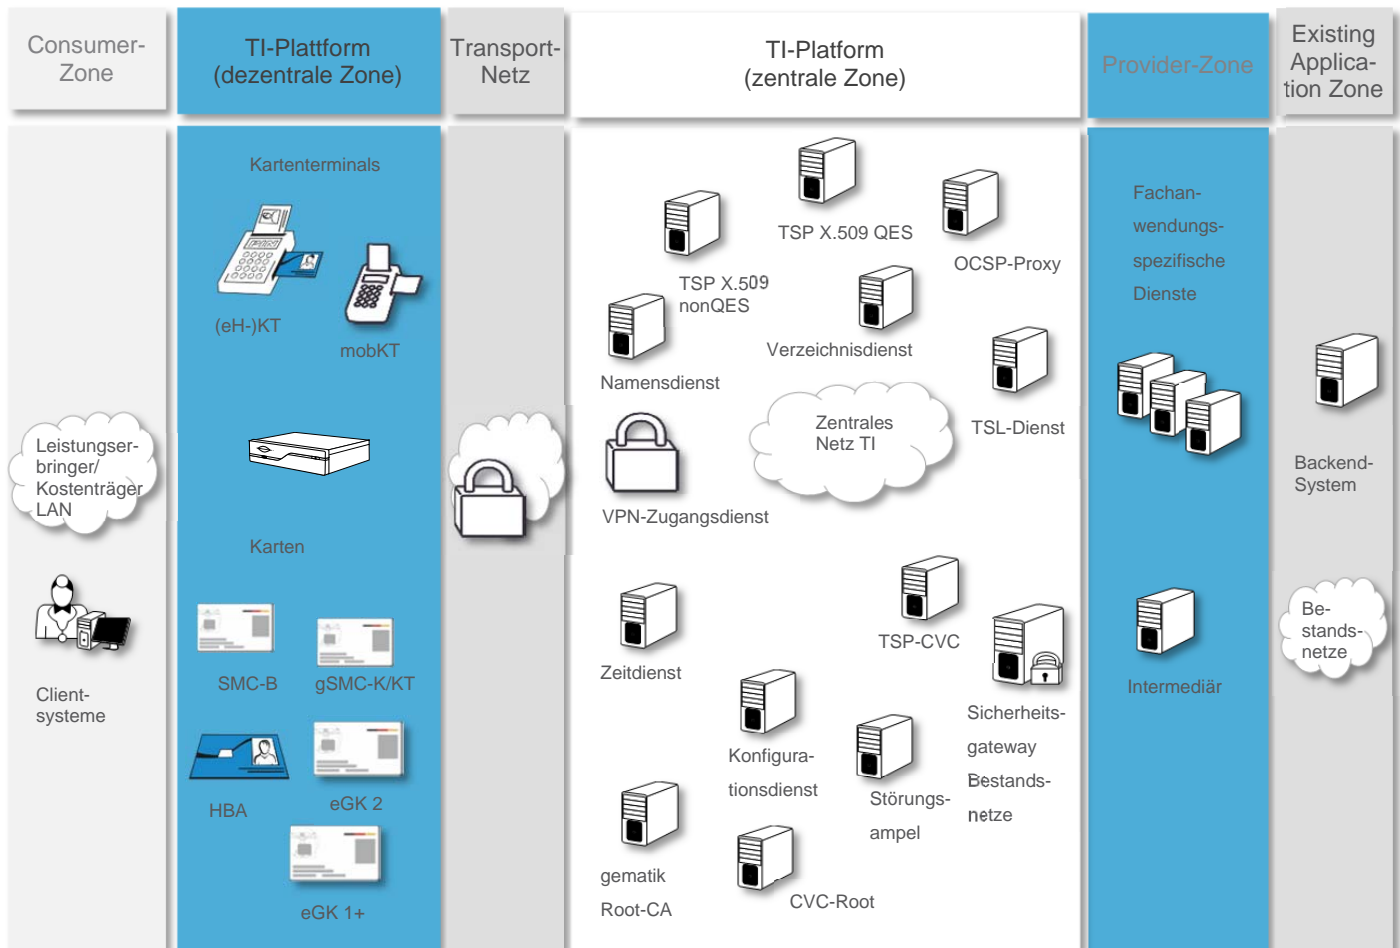 Consumer-
Zone
TI-Plattform
(dezentrale Zone)
Transport-
Netz
TI-Platform
(zentrale Zone)
Provider-Zone
Existing
Applica-
tion Zone
Leistungserbringer/
Kostenträger
LAN
Client-
systeme
Kartenterminals
(eH-)KT
mobKT
Karten
SMC-B
gSMC-K/KT
HBA
eGK 2
eGK 1+
TSP X.509 QES
OCSP-Proxy
TSP X.509
nonQES
Verzeichnisdienst
Namensdienst
TSL-Dienst
Zentrales
Netz TI
VPN-Zugangsdienst
TSP-CVC
Zeitdienst
Sicherheits-
gateway
Bestands-
netze
Konfigura-
tionsdienst
Störungs-
ampel
gematik
Root-CA
CVC-Root
Fachan-
wendungs-
spezifische
Dienste
Intermediär
Backend-
System
Be-
stands-
netze